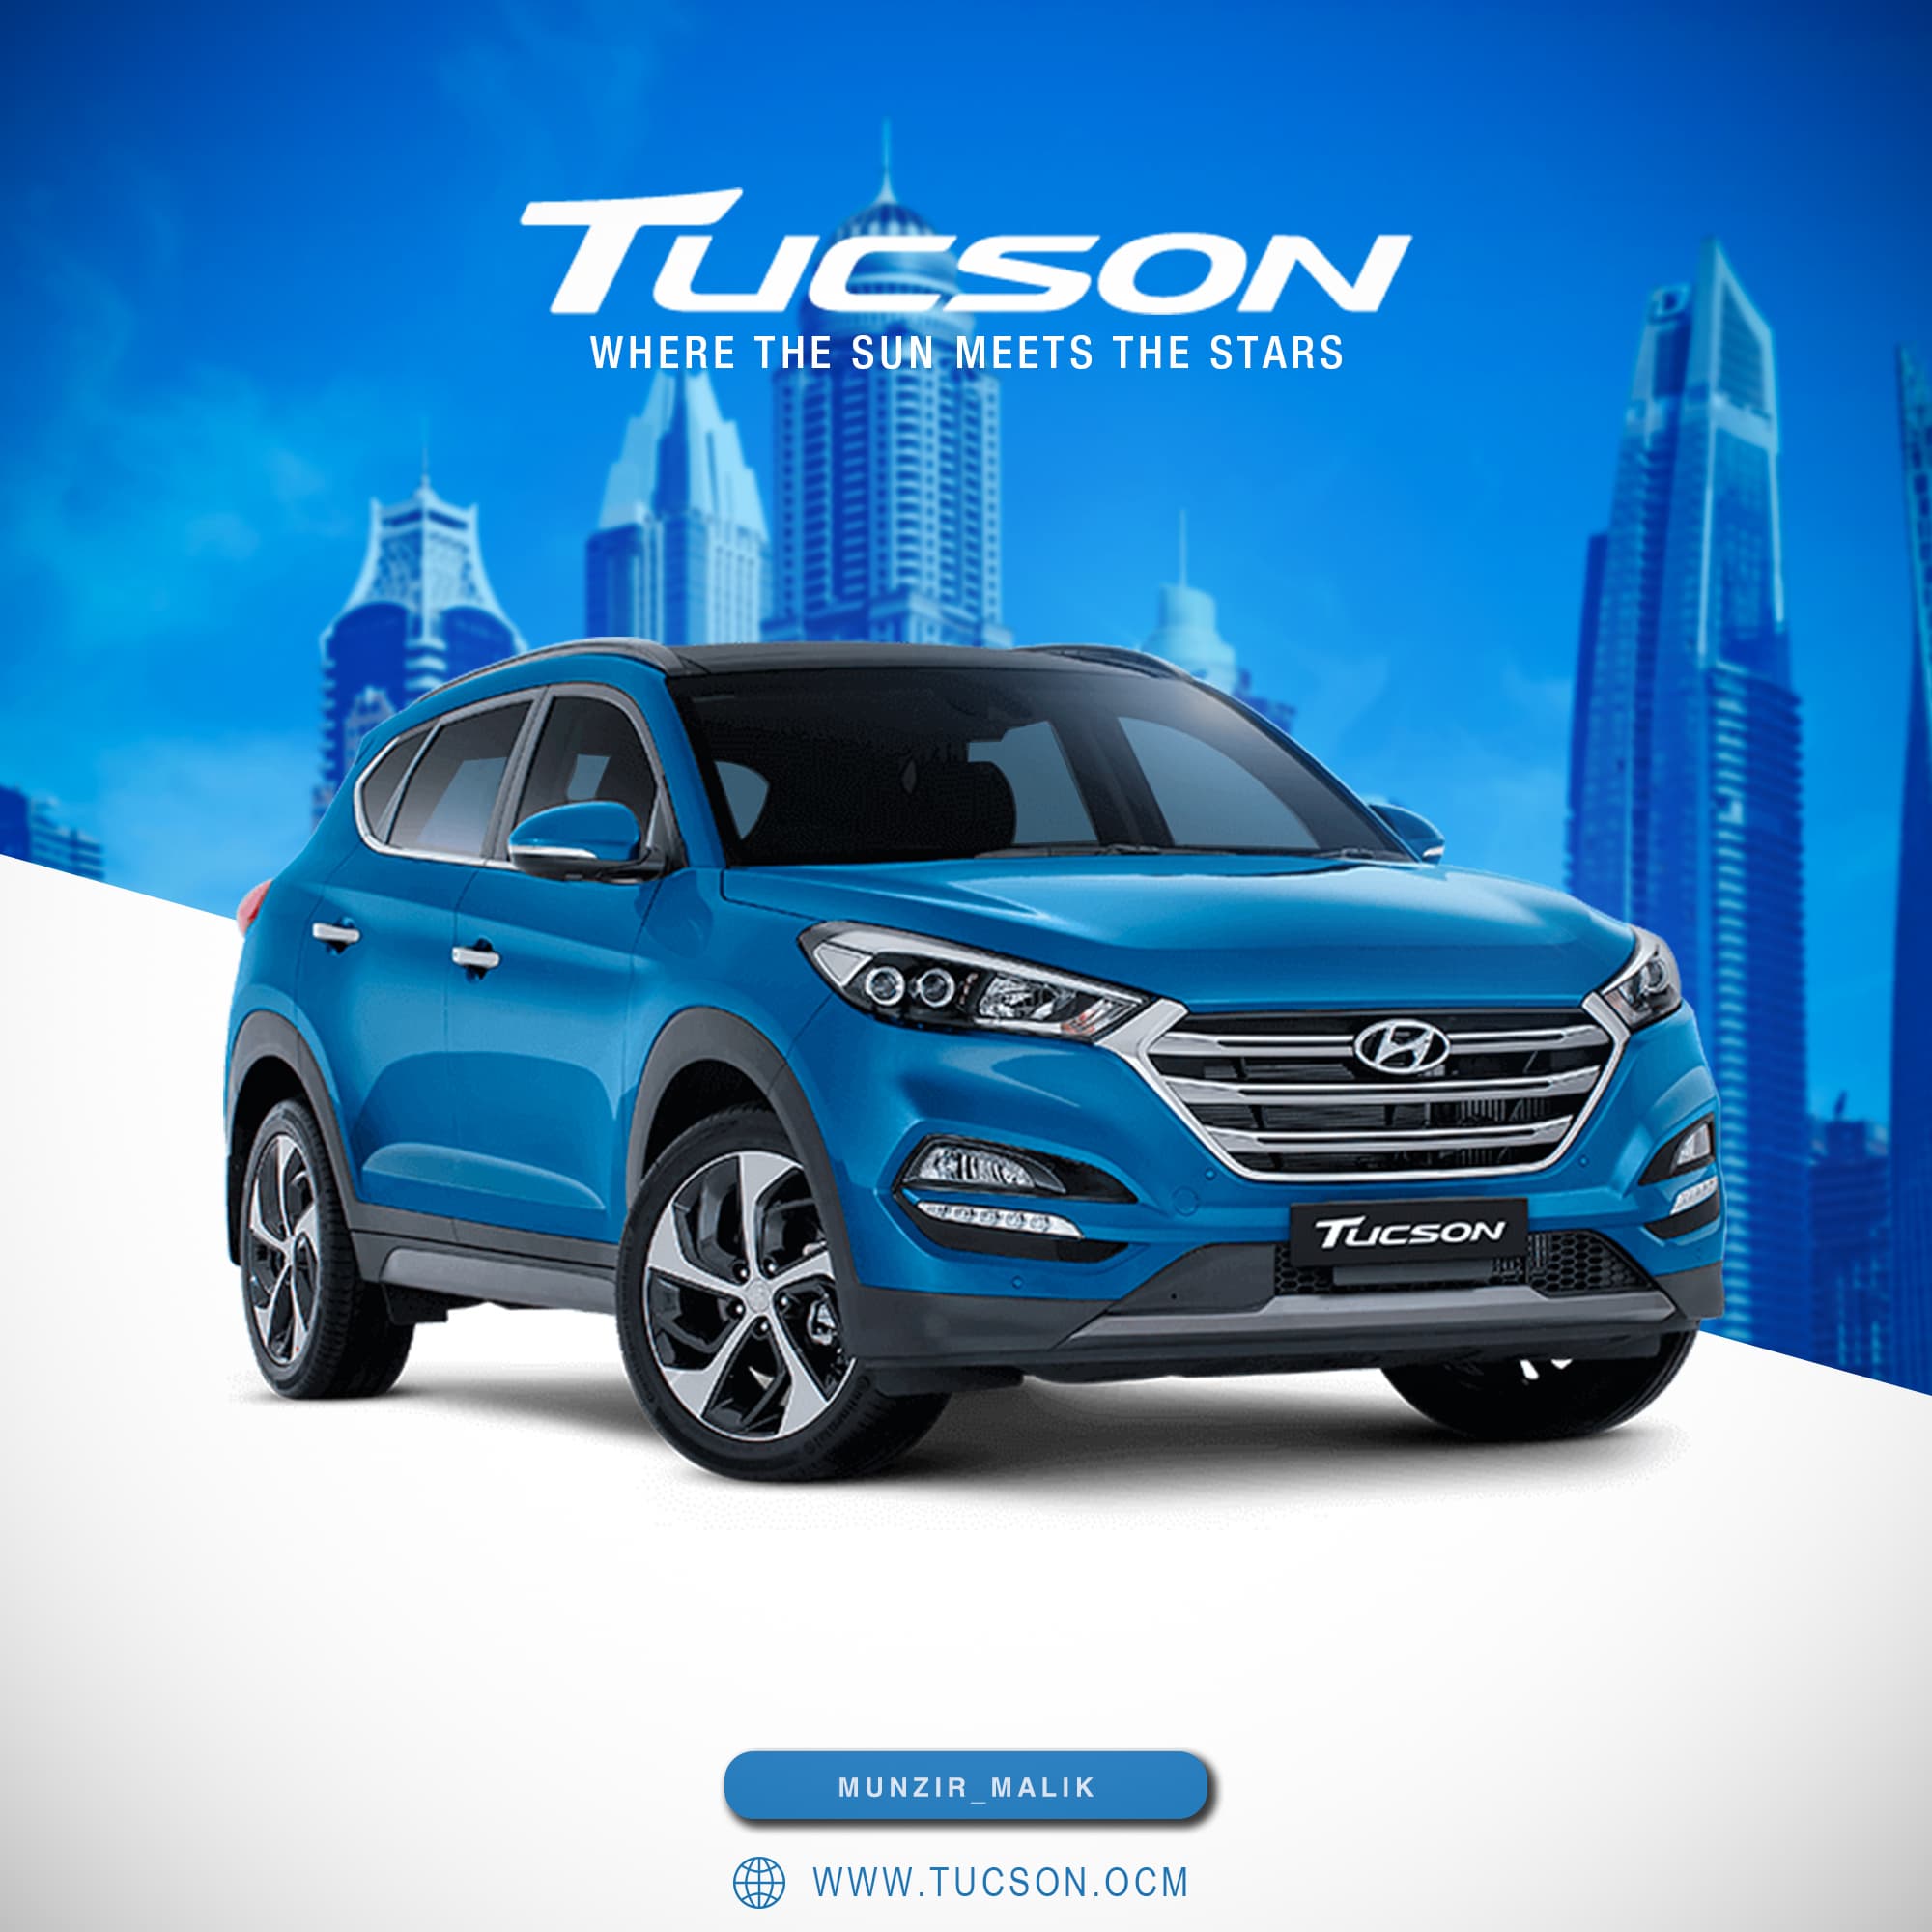 TUCSON
WHERE THE SUN MEETS THE STARS
TUCSON
MUNZIR_MALIK
WWW.TUCSON.OCM